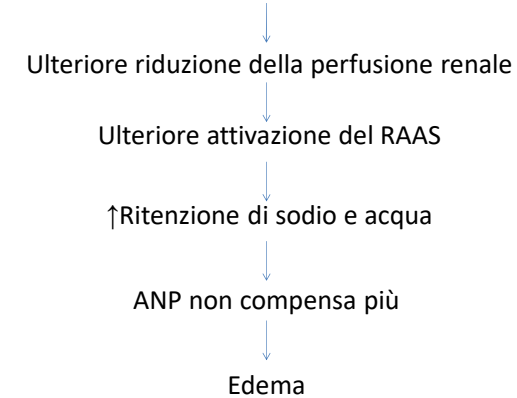 Ulteriore riduzione della perfusione renale
Ulteriore attivazione del RAAS
↑Ritenzione di sodio e acqua
ANP non compensa più
Edema